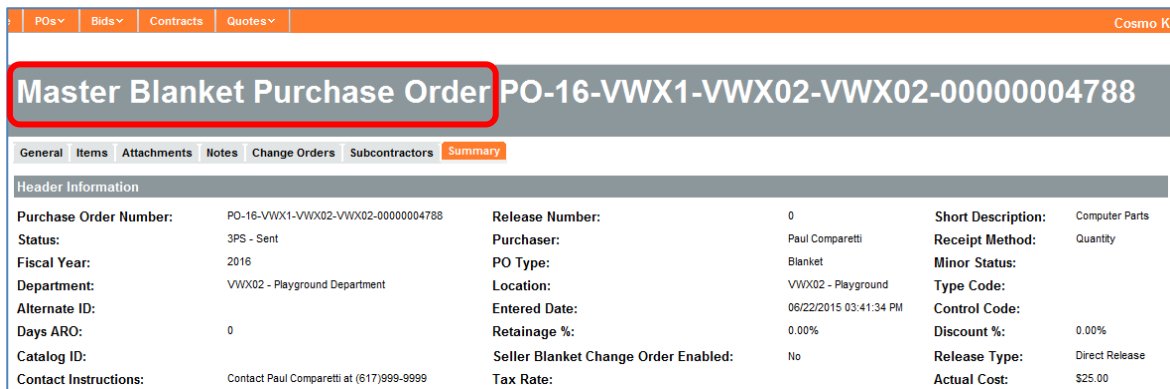 POs Bids Contracts Quotes Cosmo K
Master Blanket Purchase Order PO-16-VWX1-VWX02-VWX02-00000004788
General Items Attachments Notes Change Orders Subcontractors Summary
Header Information
Purchase Order Number: PO-16-VWX1-VWX02-VWX02-00000004788 Release Number: 0 Short Description: Computer Parts
Status: 3PS - Sent Purchaser: Paul Comparetti Receipt Method: Quantity
Fiscal Year: 2016 PO Type: Blanket Minor Status:
Department: VWX02 - Playground Department Location: VWX02 - Playground Type Code:
Alternate ID: Entered Date: 06/22/2015 03:41:34 PM Control Code:
Days ARO: 0 Retainage %: 0.00% Discount %: 0.00%
Catalog ID: Seller Blanket Change Order Enabled: No Release Type: Direct Release
Contact Instructions: Contact Paul Comparetti at (617)999-9999 Tax Rate: Actual Cost: $25.00